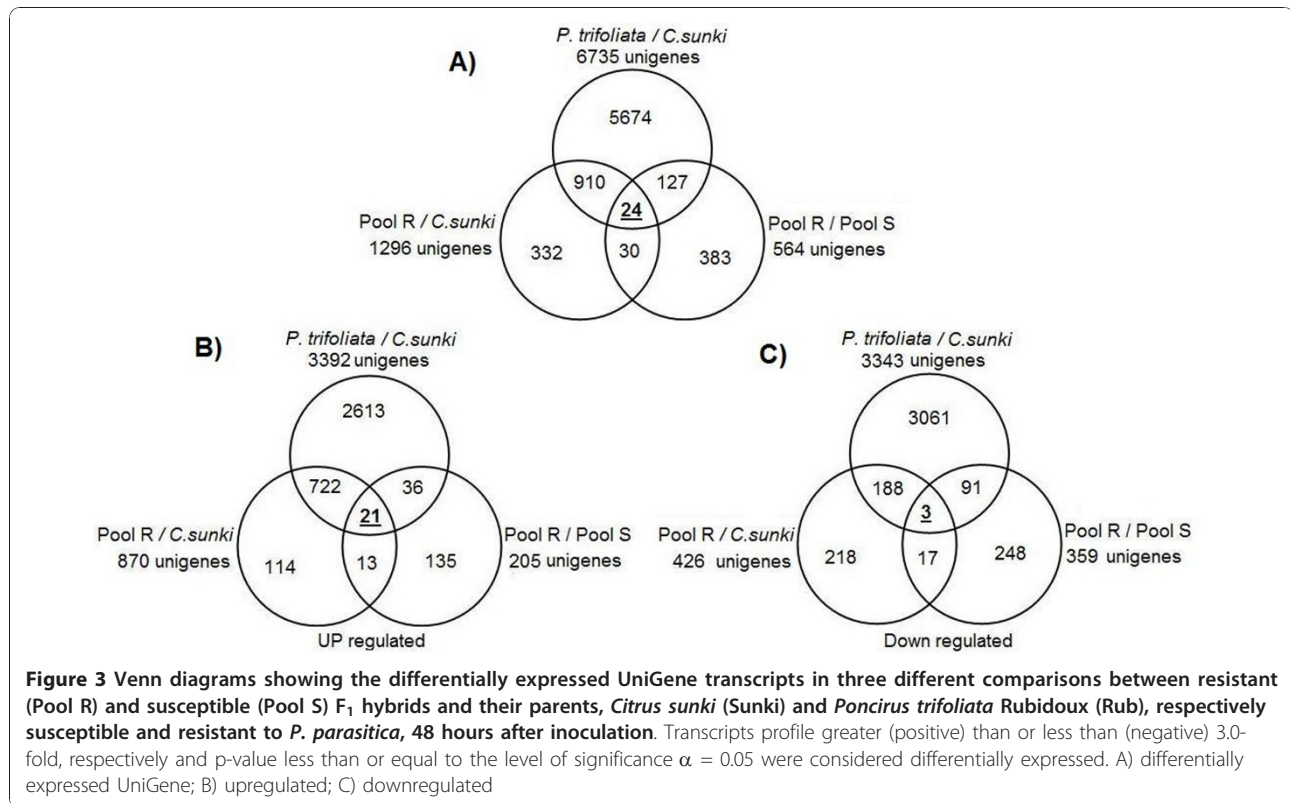 A)
P. trifoliata / C.sunki
6735 unigenes
5674
910
127
24
Pool R / C.sunki
1296 unigenes
Pool R / Pool S
564 unigenes
332
30
383
B)
P. trifoliata / C.sunki
3392 unigenes
2613
722
36
21
Pool R / C.sunki
870 unigenes
Pool R / Pool S
205 unigenes
114
13
135
UP regulated
C)
P. trifoliata / C.sunki
3343 unigenes
3061
188
91
3
Pool R / C.sunki
426 unigenes
Pool R / Pool S
359 unigenes
218
17
248
Down regulated
Figure 3 Venn diagrams showing the differentially expressed UniGene transcripts in three different comparisons between resistant
(Pool R) and susceptible (Pool S) F1 hybrids and their parents, Citrus sunki (Sunki) and Poncirus trifoliata Rubidoux (Rub), respectively
susceptible and resistant to P. parasitica, 48 hours after inoculation. Transcripts profile greater (positive) than or less than (negative) 3.0-
fold, respectively and p-value less than or equal to the level of significance α = 0.05 were considered differentially expressed. A) differentially
expressed UniGene; B) upregulated; C) downregulated